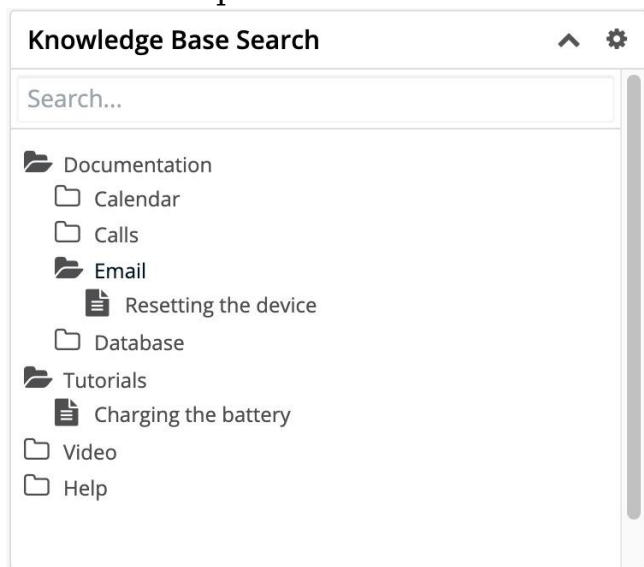 Knowledge Base Search
Search...
Documentation
Calendar
Calls
Email
Resetting the device
Database
Tutorials
Charging the battery
Video
Help